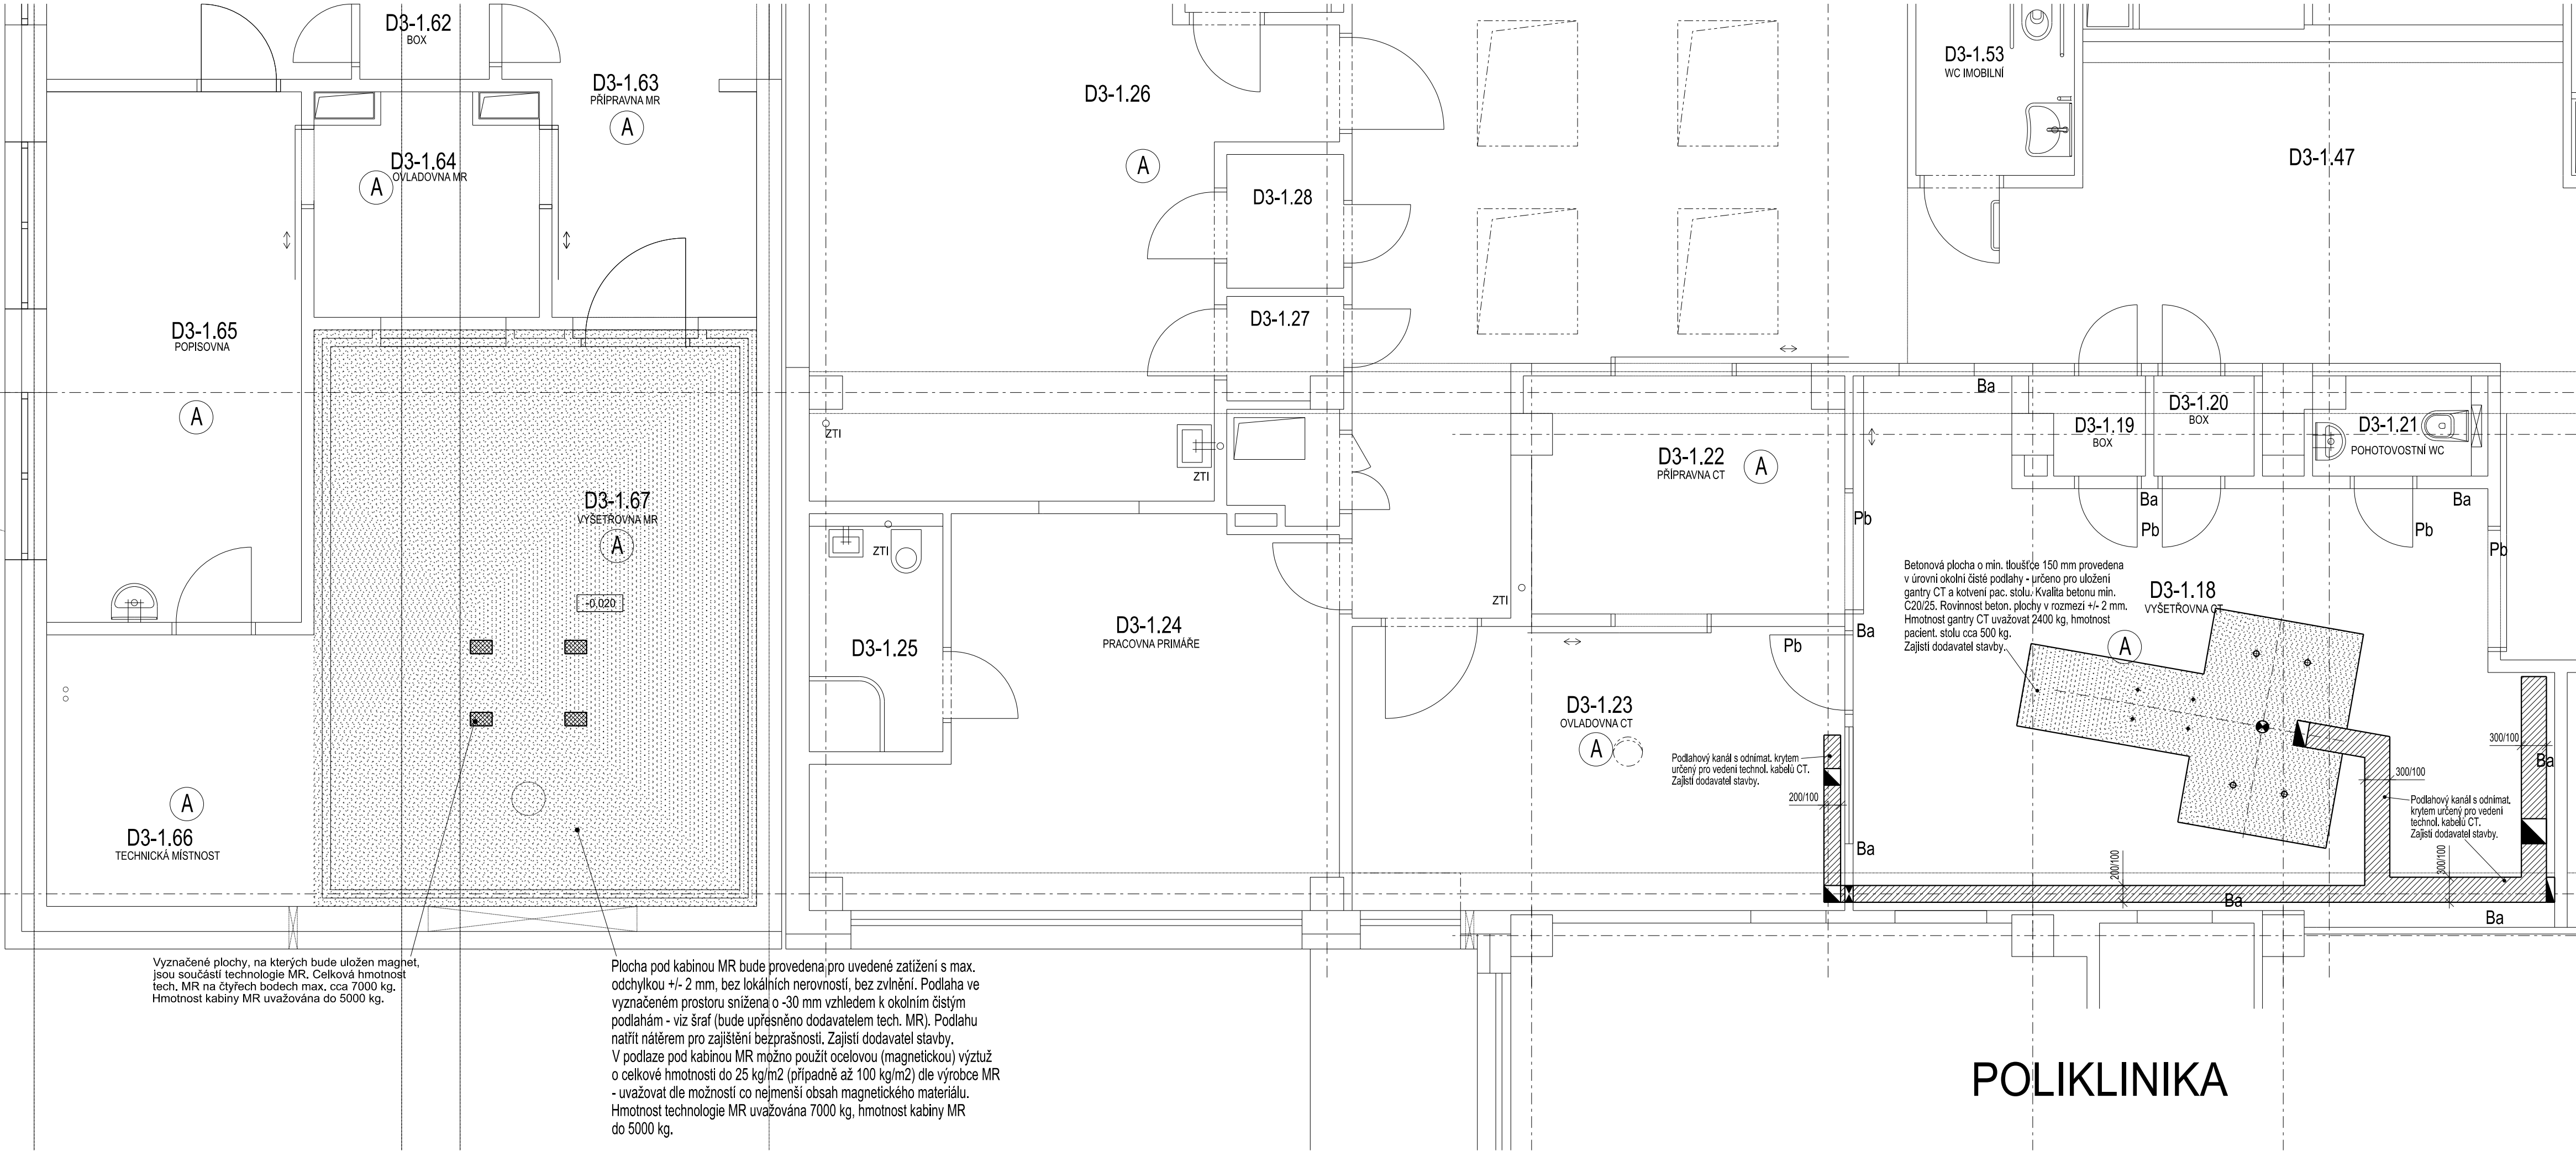 D3-1.62
BOX
D3-1.63
PŘÍPRAVNA MR
A
D3-1.64
OVLADOVNA MR
A
D3-1.65
POPISOVNA
A
D3-1.67
VYŠETŘOVNA MR
A
-0,020
A
D3-1.66
TECHNICKÁ MÍSTNOST
Vyznačené plochy, na kterých bude uložen magnet,
jsou součástí technologie MR. Celková hmotnost
tech. MR na čtyřech bodech max. cca 7000 kg.
Hmotnost kabiny MR uvažována do 5000 kg.
Plocha pod kabinou MR bude provedena pro uvedené zatížení s max.
odchylkou +/- 2 mm, bez lokálních nerovností, bez zvlnění. Podlaha ve
vyznačeném prostoru snížena o -30 mm vzhledem k okolním čistým
podlahám - viz šraf (bude upřesněno dodavatelem tech. MR). Podlahu
natřít nátěrem pro zajištění bezprašnosti. Zajistí dodavatel stavby.
V podlaze pod kabinou MR možno použít ocelovou (magnetickou) výztuž
o celkové hmotnosti do 25 kg/m2 (případně až 100 kg/m2) dle výrobce MR
- uvažovat dle možností co nejmenší obsah magnetického materiálu.
Hmotnost technologie MR uvažována 7000 kg, hmotnost kabiny MR
do 5000 kg.
D3-1.26
A
D3-1.28
D3-1.27
ZTI
ZTI
ZTI
D3-1.25
D3-1.24
PRACOVNA PRIMÁŘE
D3-1.22
PŘÍPRAVNA CT
A
ZTI
D3-1.23
OVLADOVNA CT
A
Podlahový kanál s odnímat. krytem
určený pro vedení technol. kabelů CT.
Zajistí dodavatel stavby.
200/100
Pb
Pb
Ba
Ba
D3-1.53
WC IMOBILNÍ
D3-1.47
Ba
D3-1.19
BOX
D3-1.20
BOX
D3-1.21
POHOTOVOSTNÍ WC
Ba
Pb
Ba
Pb
Pb
Betonová plocha o min. tloušťce 150 mm provedena
v úrovni okolní čisté podlahy - určeno pro uložení
gantry CT a kotvení pac. stolu. Kvalita betonu min.
C20/25. Rovinnost beton. plochy v rozmezí +/- 2 mm.
Hmotnost gantry CT uvažovat 2400 kg, hmotnost
pacient. stolu cca 500 kg.
Zajistí dodavatel stavby.
D3-1.18
VYŠETŘOVNA CT
A
300/100
Ba
300/100
Podlahový kanál s odnímat.
krytem určený pro vedení
technol. kabelů CT.
Zajistí dodavatel stavby.
200/100
300/100
Ba
Ba
POLIKLINIKA